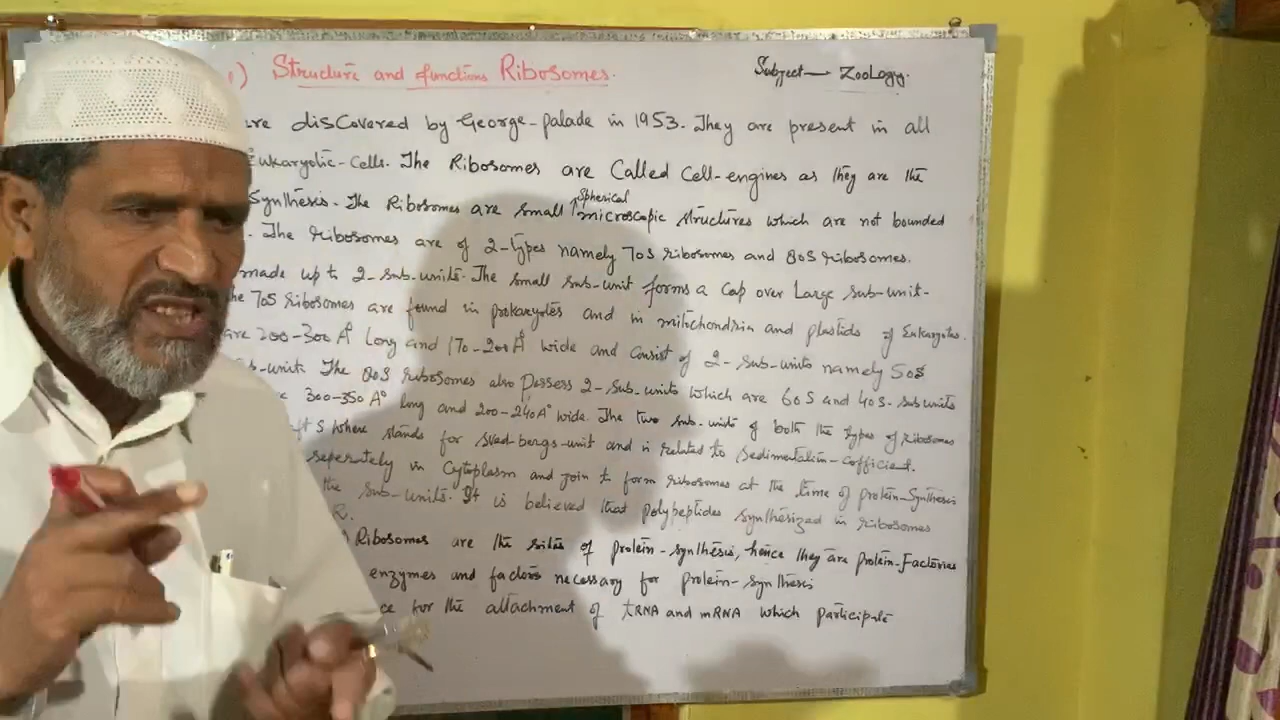 ) Structure and functions Ribosomes.
Subject — Zoology.
are discovered by George-palade in 1953. They are present in all
Eukaryotic-Cells. The Ribosomes are Called Cell-engines as they are the
Synthesis. The Ribosomes are small ↑ microscopic structures which are not bounded
Spherical
. The ribosomes are of 2-types namely 70S ribosomes and 80S ribosomes.
made up to 2-sub-units. The small sub-unit forms a Cap over Large sub-unit-
he 70S ribosomes are found in prokaryotes and in mitochondria and plastids of Eukaryotes.
are 200-300 A° Long and 170-200 A° wide and Consist of 2-sub-units namely 50S
b-unit. The 80S ribosomes also possess 2-sub-units which are 60S and 40S-subunits
300-350 A° long and 200-240A° wide. The two sub-units of both the types of Ribosomes
ft S where stands for Sved-bergs-unit and is related to Sedimentation-Cofficient.
seperately in Cytoplasm and join to form ribosomes at the time of protein-Synthesis
the sub-units. It is believed that polypeptides synthesized in ribosomes
R.
) Ribosomes are the sites of protein-synthesis, hence they are protein-Factories
enzymes and factors necessary for protein-synthesis
ce for the attachment of tRNA and mRNA which participate